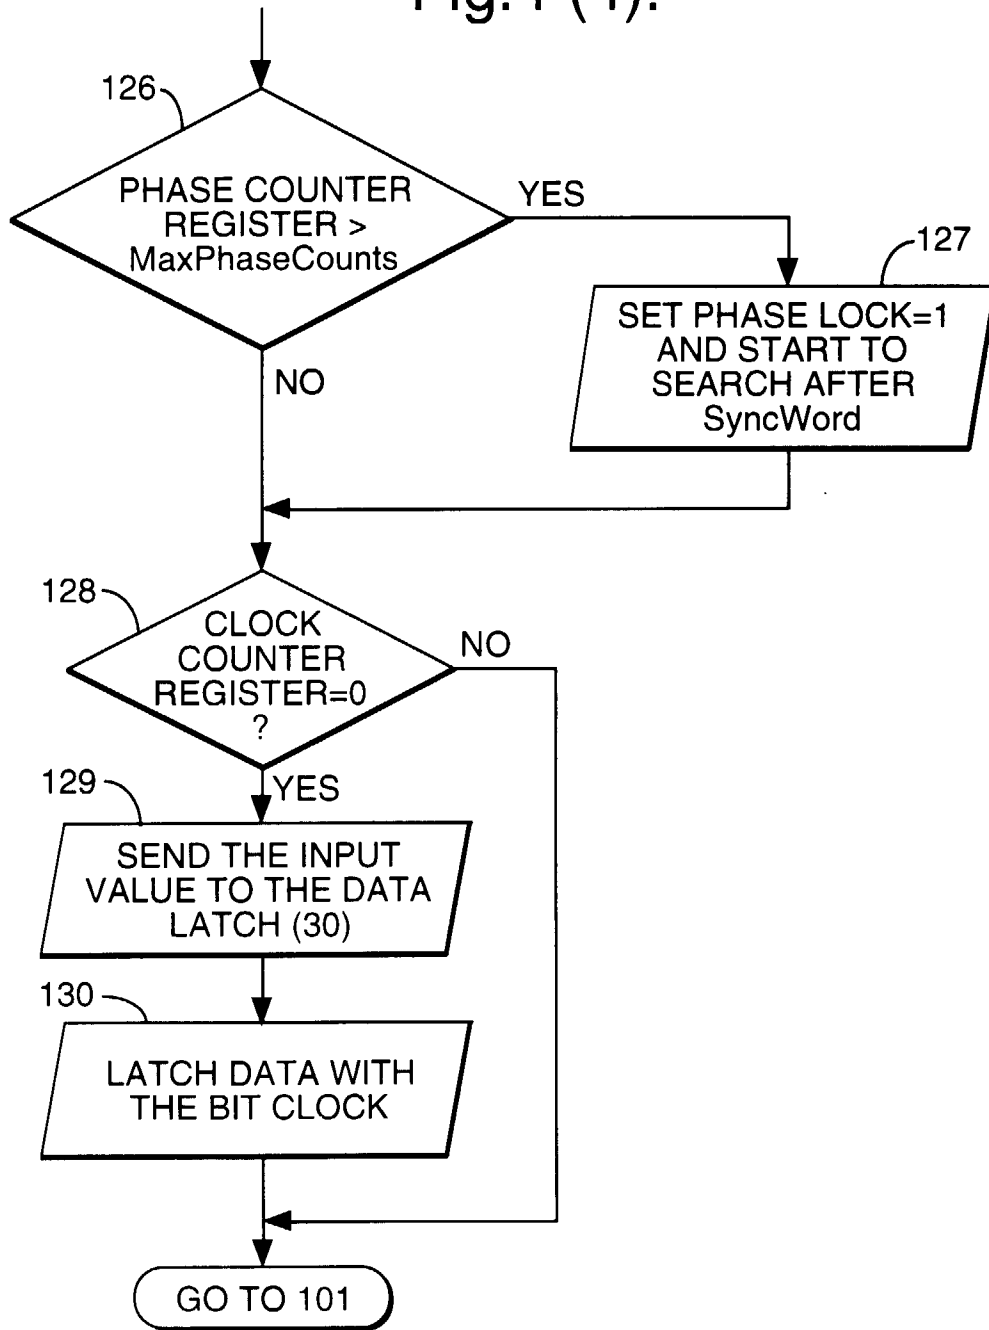 126
PHASE COUNTER
REGISTER >
MaxPhaseCounts
YES
127
SET PHASE LOCK=1
AND START TO
SEARCH AFTER
SyncWord
NO
128
CLOCK
COUNTER
REGISTER=0
?
NO
YES
129
SEND THE INPUT
VALUE TO THE DATA
LATCH (30)
130
LATCH DATA WITH
THE BIT CLOCK
GO TO 101